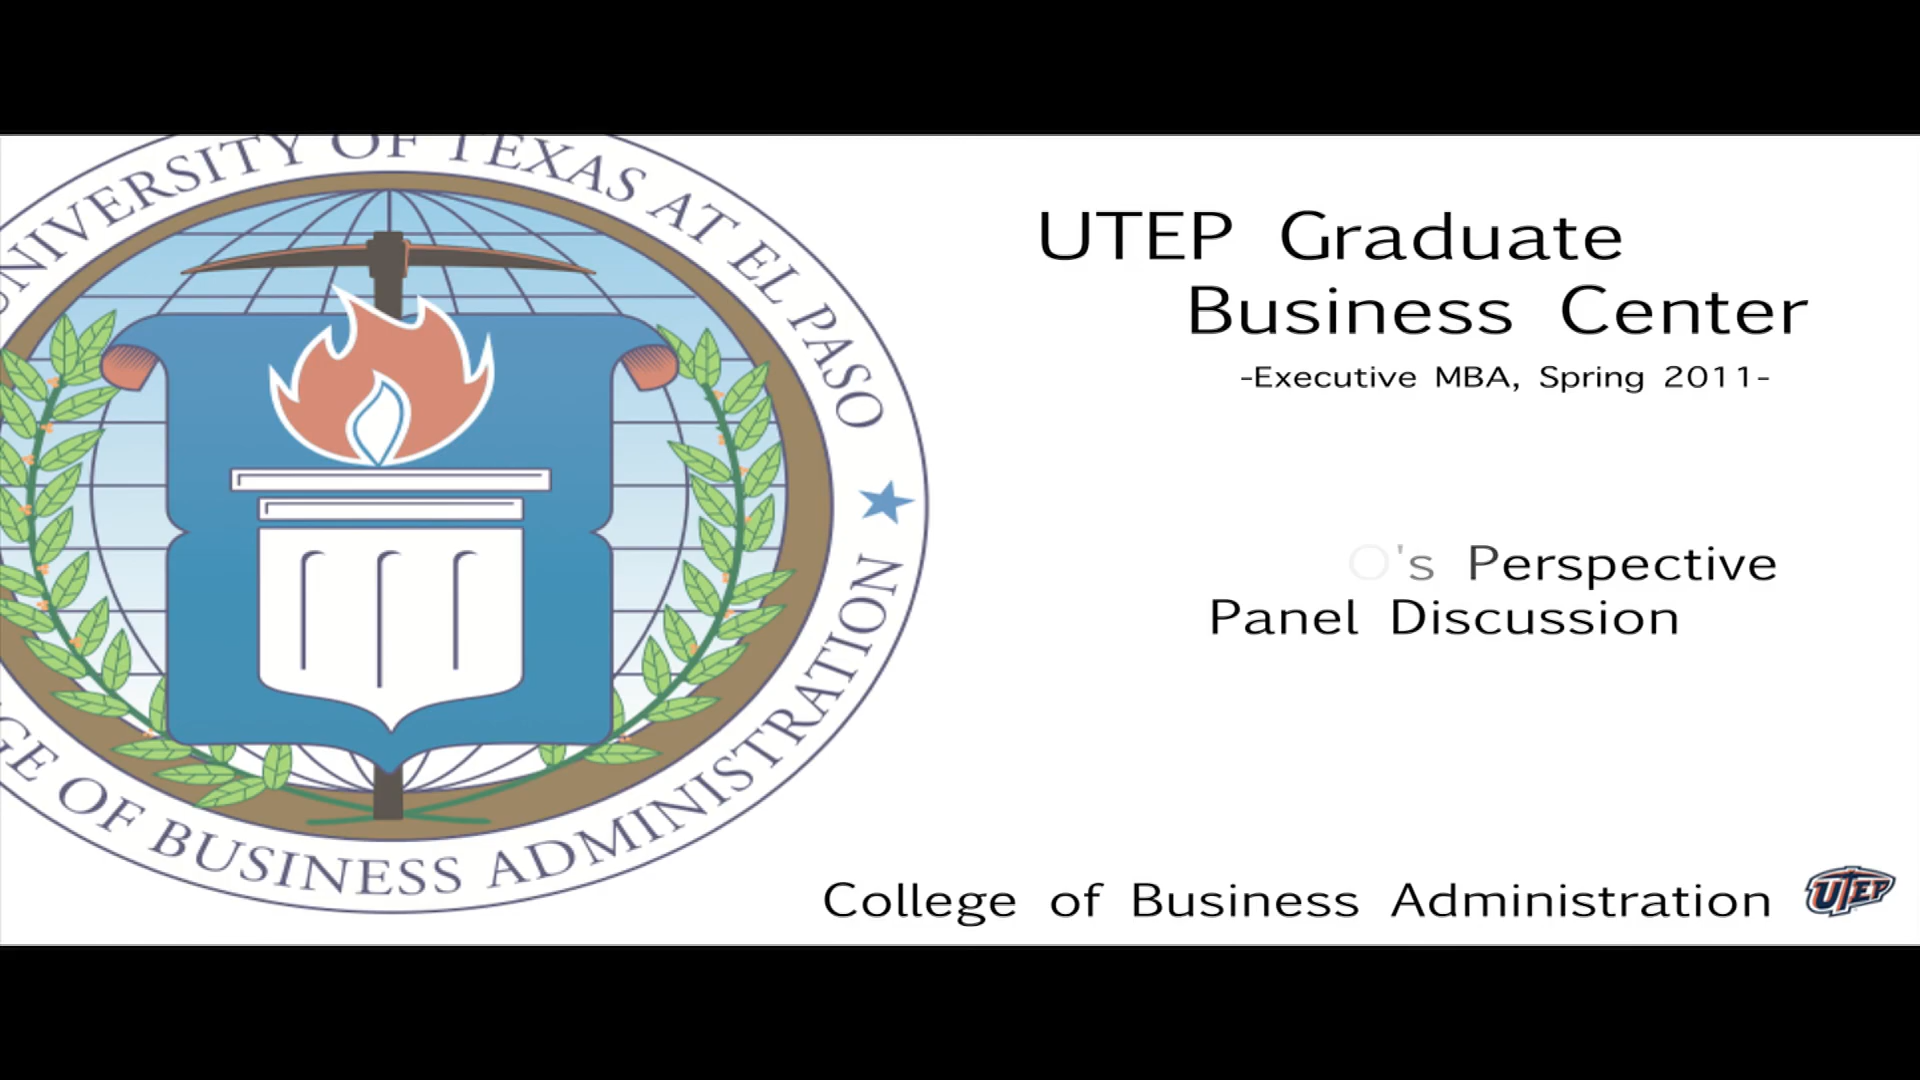 UNIVERSITY OF TEXAS AT EL PASO
GE OF BUSINESS ADMINISTRATION
UTEP Graduate
Business Center
-Executive MBA, Spring 2011-
O's Perspective
Panel Discussion
College of Business Administration
UTEP